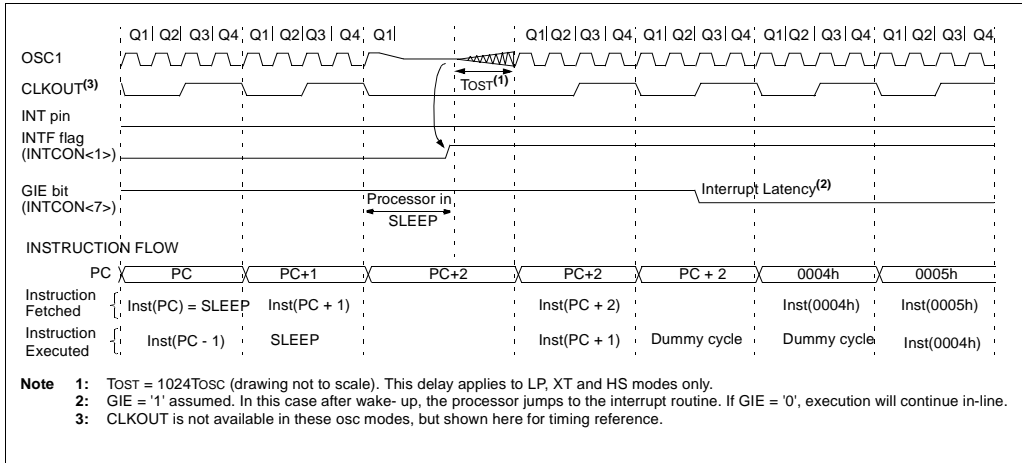 Q1 Q2 Q3 Q4 Q1 Q2 Q3 Q4 Q1 Q1 Q2 Q3 Q4 Q1 Q2 Q3 Q4 Q1 Q2 Q3 Q4 Q1 Q2 Q3 Q4
OSC1
TOST(1)
CLKOUT(3)
INT pin
INTF flag
(INTCON<1>)
GIE bit
(INTCON<7>)
Interrupt Latency(2)
Processor in
SLEEP
INSTRUCTION FLOW
PC PC PC+1 PC+2 PC+2 PC + 2 0004h 0005h
Instruction
Fetched
Inst(PC) = SLEEP Inst(PC + 1) Inst(PC + 2) Inst(0004h) Inst(0005h)
Instruction
Executed
Inst(PC - 1) SLEEP Inst(PC + 1) Dummy cycle Dummy cycle Inst(0004h)
Note 1: TOST = 1024TOSC (drawing not to scale). This delay applies to LP, XT and HS modes only.
2: GIE = '1' assumed. In this case after wake- up, the processor jumps to the interrupt routine. If GIE = '0', execution will continue in-line.
3: CLKOUT is not available in these osc modes, but shown here for timing reference.